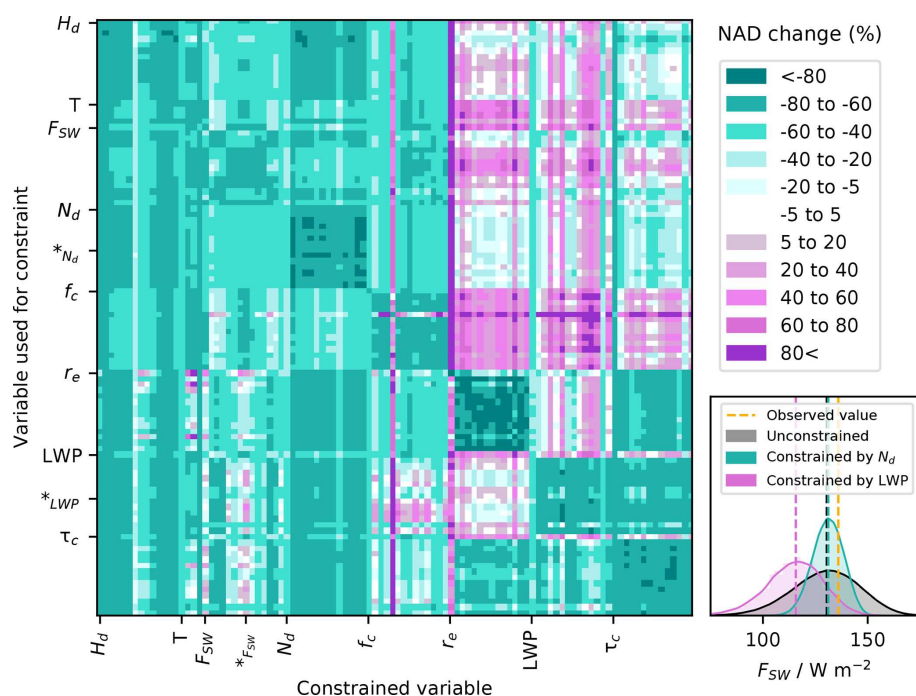 H_d
T
F_SW
N_d
*_N_d
f_c
r_e
LWP
*_LWP
τ_c
Variable used for constraint
H_d
T
F_SW
*_F_SW
N_d
f_c
r_e
LWP
τ_c
Constrained variable
NAD change (%)
<-80
-80 to -60
-60 to -40
-40 to -20
-20 to -5
-5 to 5
5 to 20
20 to 40
40 to 60
60 to 80
80<
Observed value
Unconstrained
Constrained by N_d
Constrained by LWP
100
150
F_SW / W m⁻²